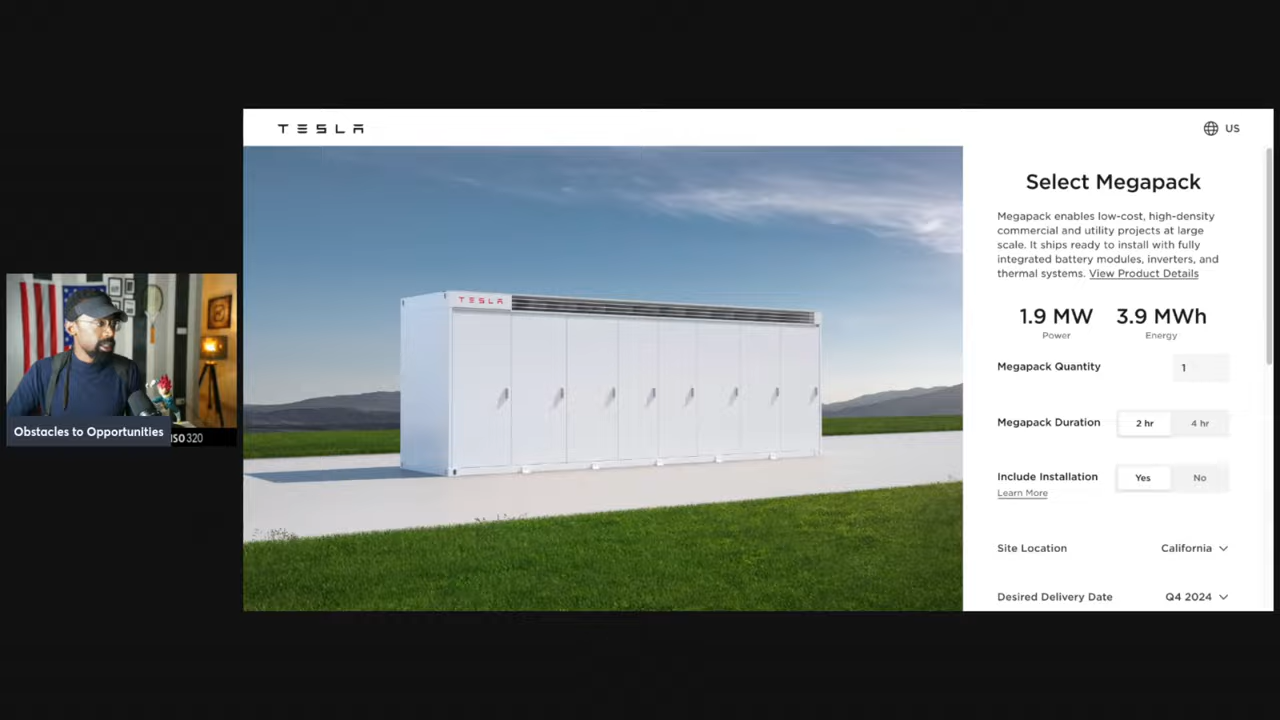 TESLA
US
TESLA
Select Megapack
Megapack enables low-cost, high-density
commercial and utility projects at large
scale. It ships ready to install with fully
integrated battery modules, inverters, and
thermal systems. View Product Details
1.9 MW
Power
3.9 MWh
Energy
Megapack Quantity
1
Megapack Duration
2 hr
4 hr
Include Installation
Learn More
Yes
No
Site Location
California
Desired Delivery Date
Q4 2024
Obstacles to Opportunities
ISO 320